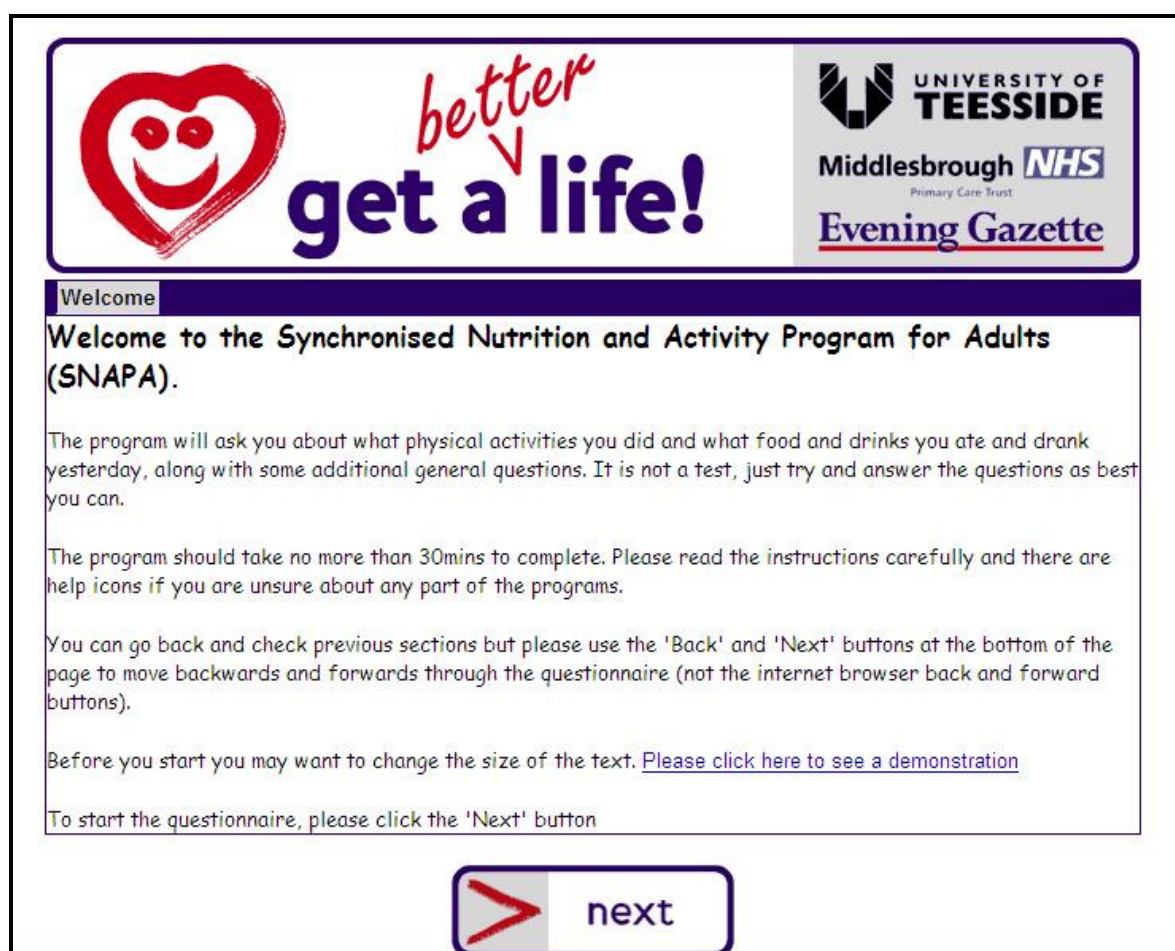 better
get a life!
UNIVERSITY OF
TEESSIDE
Middlesbrough NHS
Primary Care Trust
Evening Gazette
Welcome
Welcome to the Synchronised Nutrition and Activity Program for Adults
(SNAPA).
The program will ask you about what physical activities you did and what food and drinks you ate and drank
yesterday, along with some additional general questions. It is not a test, just try and answer the questions as best
you can.
The program should take no more than 30mins to complete. Please read the instructions carefully and there are
help icons if you are unsure about any part of the programs.
You can go back and check previous sections but please use the 'Back' and 'Next' buttons at the bottom of the
page to move backwards and forwards through the questionnaire (not the internet browser back and forward
buttons).
Before you start you may want to change the size of the text. Please click here to see a demonstration
To start the questionnaire, please click the 'Next' button
next